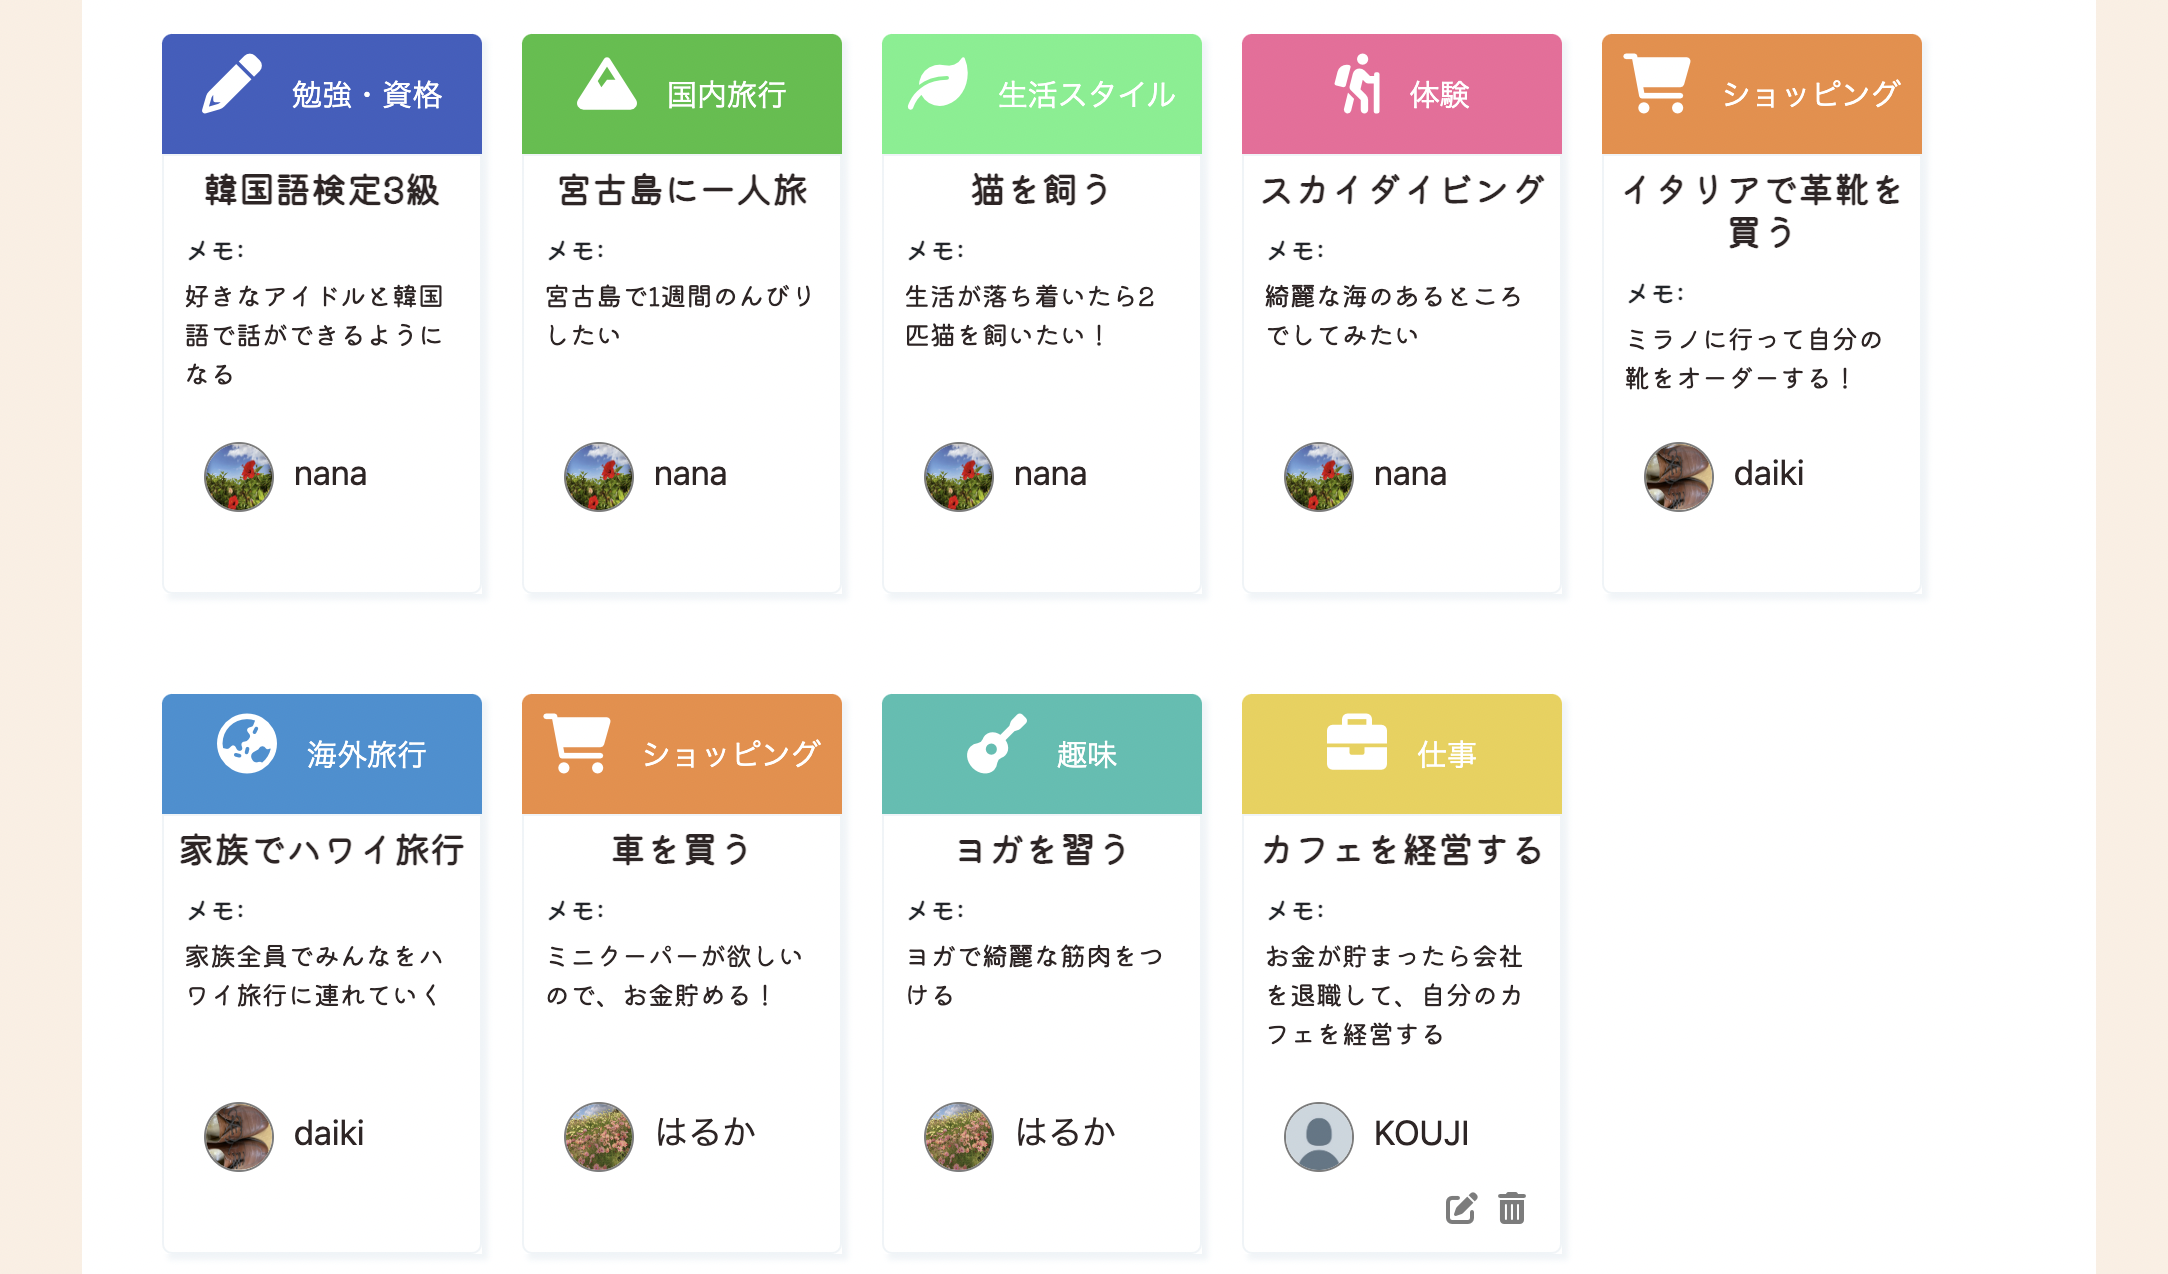 勉強・資格
韓国語検定3級
メモ:
好きなアイドルと韓国
語で話ができるように
なる
nana
国内旅行
宮古島に一人旅
メモ:
宮古島で1週間のんびり
したい
nana
生活スタイル
猫を飼う
メモ:
生活が落ち着いたら2
匹猫を飼いたい！
nana
体験
スカイダイビング
メモ:
綺麗な海のあるところ
でしてみたい
nana
ショッピング
イタリアで革靴を
買う
メモ:
ミラノに行って自分の
靴をオーダーする！
daiki
海外旅行
家族でハワイ旅行
メモ:
家族全員でみんなをハ
ワイ旅行に連れていく
daiki
ショッピング
車を買う
メモ:
ミニクーパーが欲しい
ので、お金貯める！
はるか
趣味
ヨガを習う
メモ:
ヨガで綺麗な筋肉をつ
ける
はるか
仕事
カフェを経営する
メモ:
お金が貯まったら会社
を退職して、自分のカ
フェを経営する
KOUJI